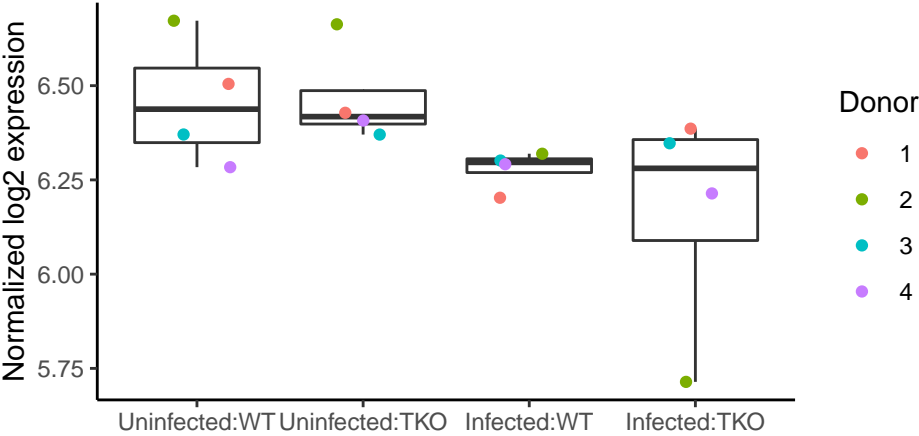 Normalized log2 expression
6.50
6.25
6.00
5.75
Uninfected:WT Uninfected:TKO Infected:WT Infected:TKO
Donor
1
2
3
4